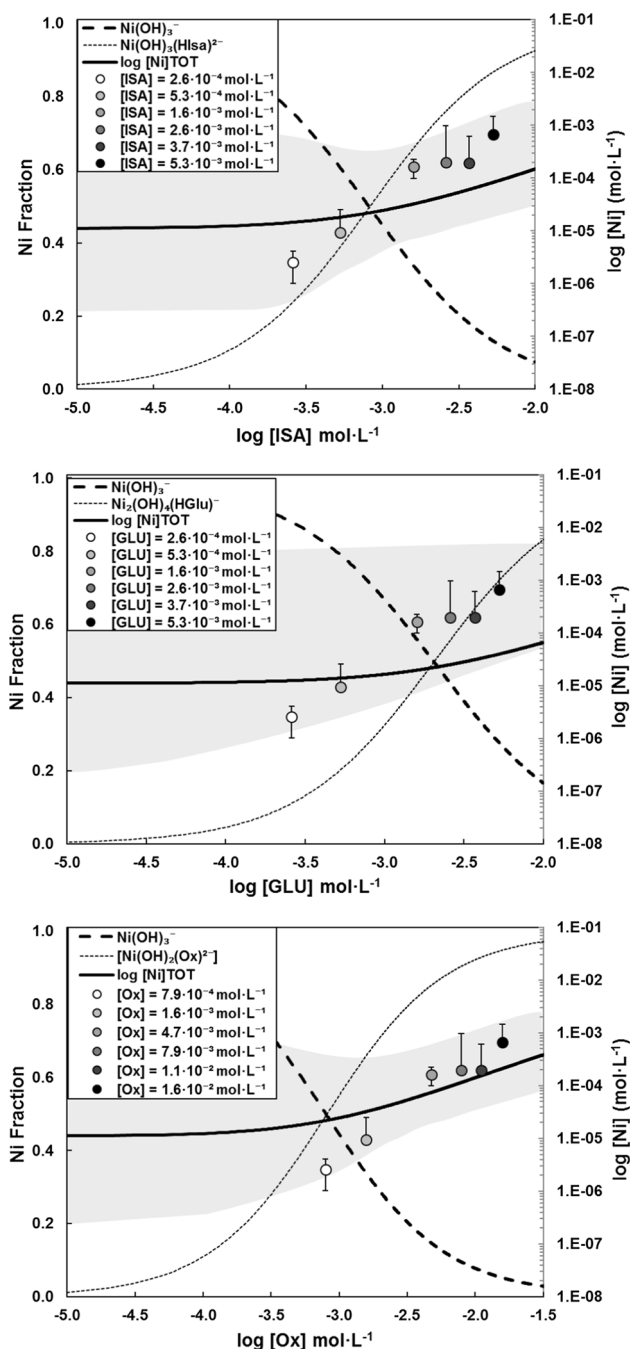 1.0
0.8
0.6
0.4
0.2
0.0
Ni Fraction
Ni(OH)₃⁻
Ni(OH)₃(HIsa)²⁻
log [Ni]TOT
[ISA] = 2.6·10⁻⁴ mol·L⁻¹
[ISA] = 5.3·10⁻⁴ mol·L⁻¹
[ISA] = 1.6·10⁻³ mol·L⁻¹
[ISA] = 2.6·10⁻³ mol·L⁻¹
[ISA] = 3.7·10⁻³ mol·L⁻¹
[ISA] = 5.3·10⁻³ mol·L⁻¹
1.E-01
1.E-02
1.E-03
1.E-04
1.E-05
1.E-06
1.E-07
1.E-08
log [Ni] (mol·L⁻¹)
-5.0 -4.5 -4.0 -3.5 -3.0 -2.5 -2.0
log [ISA] mol·L⁻¹
1.0
0.8
0.6
0.4
0.2
0.0
Ni Fraction
Ni(OH)₃⁻
Ni₂(OH)₄(HGlu)⁻
log [Ni]TOT
[GLU] = 2.6·10⁻⁴ mol·L⁻¹
[GLU] = 5.3·10⁻⁴ mol·L⁻¹
[GLU] = 1.6·10⁻³ mol·L⁻¹
[GLU] = 2.6·10⁻³ mol·L⁻¹
[GLU] = 3.7·10⁻³ mol·L⁻¹
[GLU] = 5.3·10⁻³ mol·L⁻¹
1.E-01
1.E-02
1.E-03
1.E-04
1.E-05
1.E-06
1.E-07
1.E-08
log [Ni] (mol·L⁻¹)
-5.0 -4.5 -4.0 -3.5 -3.0 -2.5 -2.0
log [GLU] mol·L⁻¹
1.0
0.8
0.6
0.4
0.2
0.0
Ni Fraction
Ni(OH)₃⁻
[Ni(OH)₂(Ox)²⁻]
log [Ni]TOT
[Ox] = 7.9·10⁻⁴ mol·L⁻¹
[Ox] = 1.6·10⁻³ mol·L⁻¹
[Ox] = 4.7·10⁻³ mol·L⁻¹
[Ox] = 7.9·10⁻³ mol·L⁻¹
[Ox] = 1.1·10⁻² mol·L⁻¹
[Ox] = 1.6·10⁻² mol·L⁻¹
1.E-01
1.E-02
1.E-03
1.E-04
1.E-05
1.E-06
1.E-07
1.E-08
log [Ni] (mol·L⁻¹)
-5.0 -4.5 -4.0 -3.5 -3.0 -2.5 -2.0 -1.5
log [Ox] mol·L⁻¹